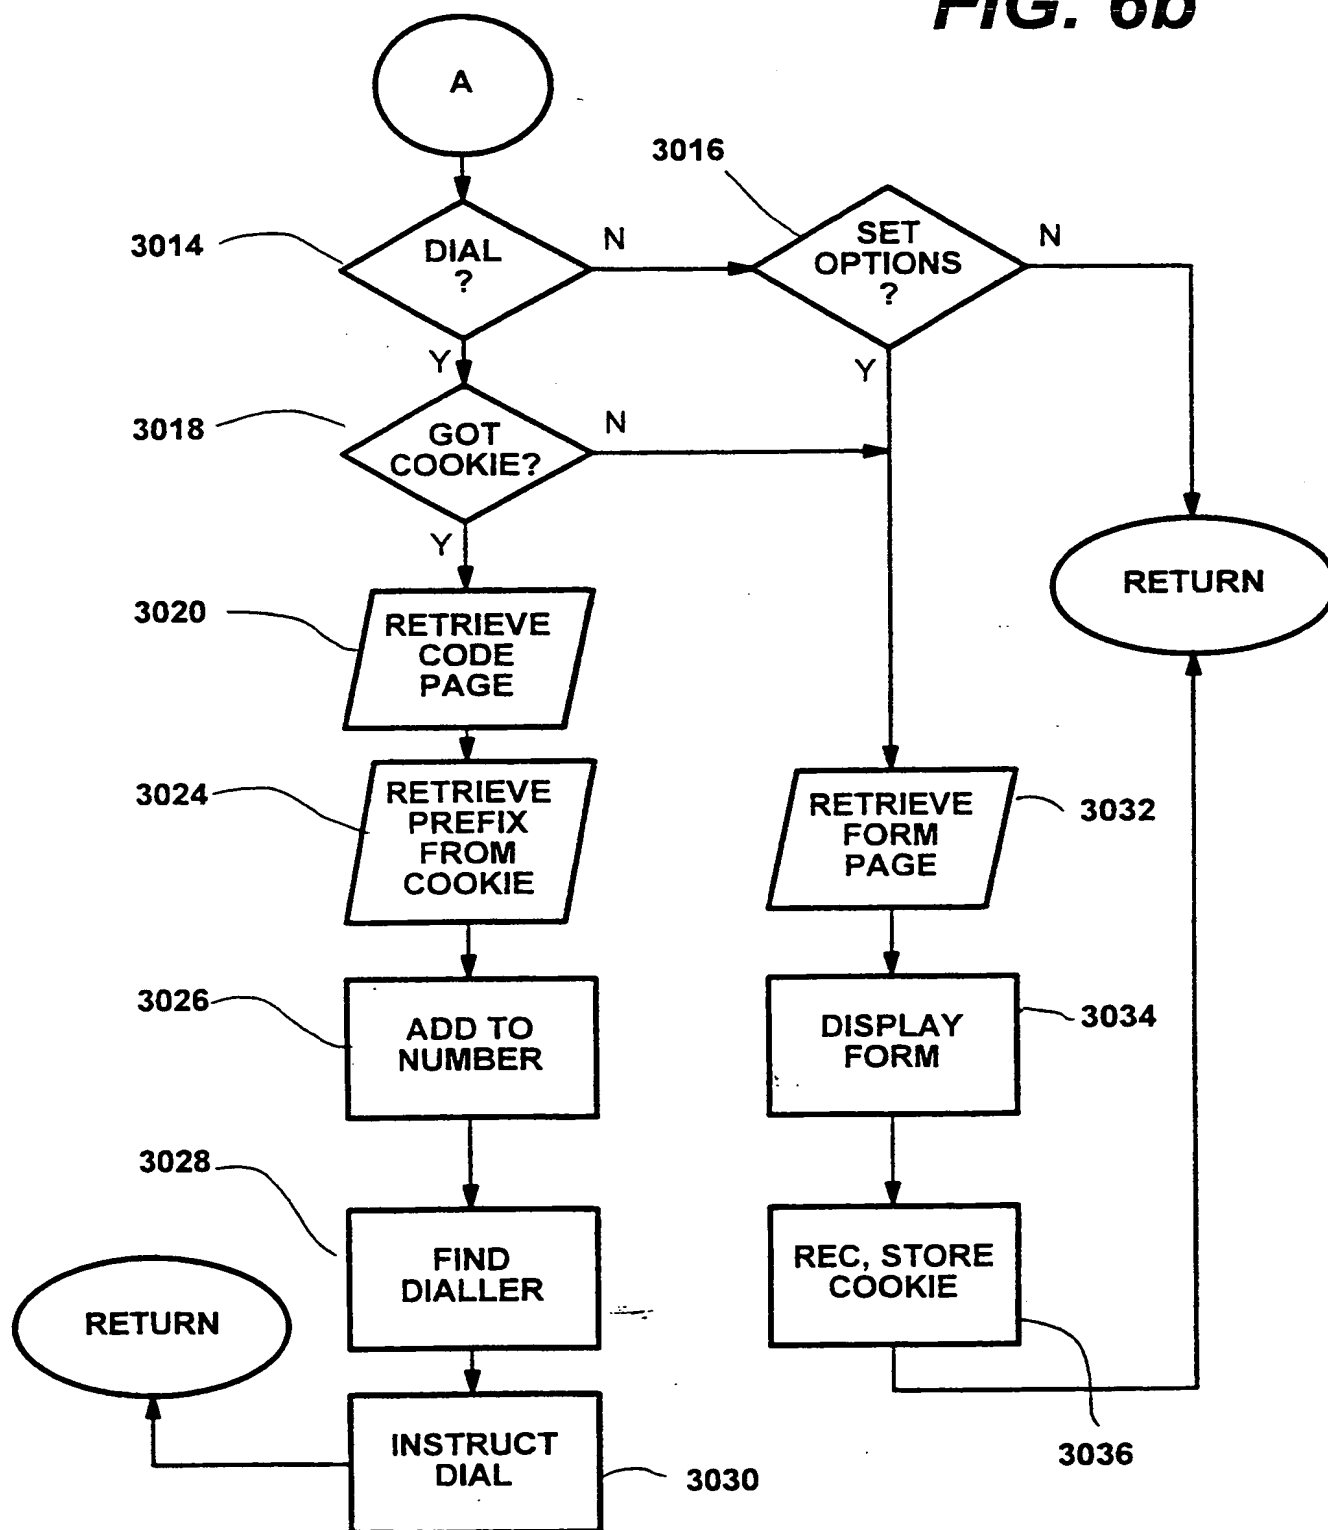 FIG. 6b
A
3016
3014
DIAL
?
N
SET
OPTIONS
?
N
Y
Y
3018
GOT
COOKIE?
N
Y
RETURN
3020
RETRIEVE
CODE
PAGE
3024
RETRIEVE
PREFIX
FROM
COOKIE
RETRIEVE
FORM
PAGE
3032
3026
ADD TO
NUMBER
DISPLAY
FORM
3034
3028
FIND
DIALLER
REC, STORE
COOKIE
RETURN
INSTRUCT
DIAL
3030
3036